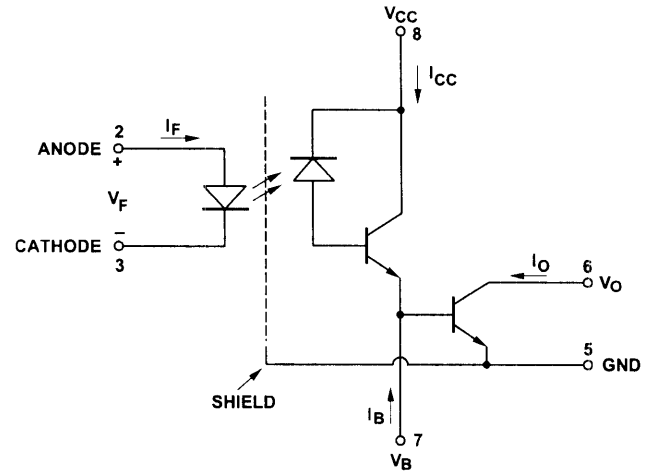 VCC
8
ICC
2
IF
ANODE
+
VF
–
CATHODE
3
IO
6
VO
5
GND
SHIELD
IB
7
VB